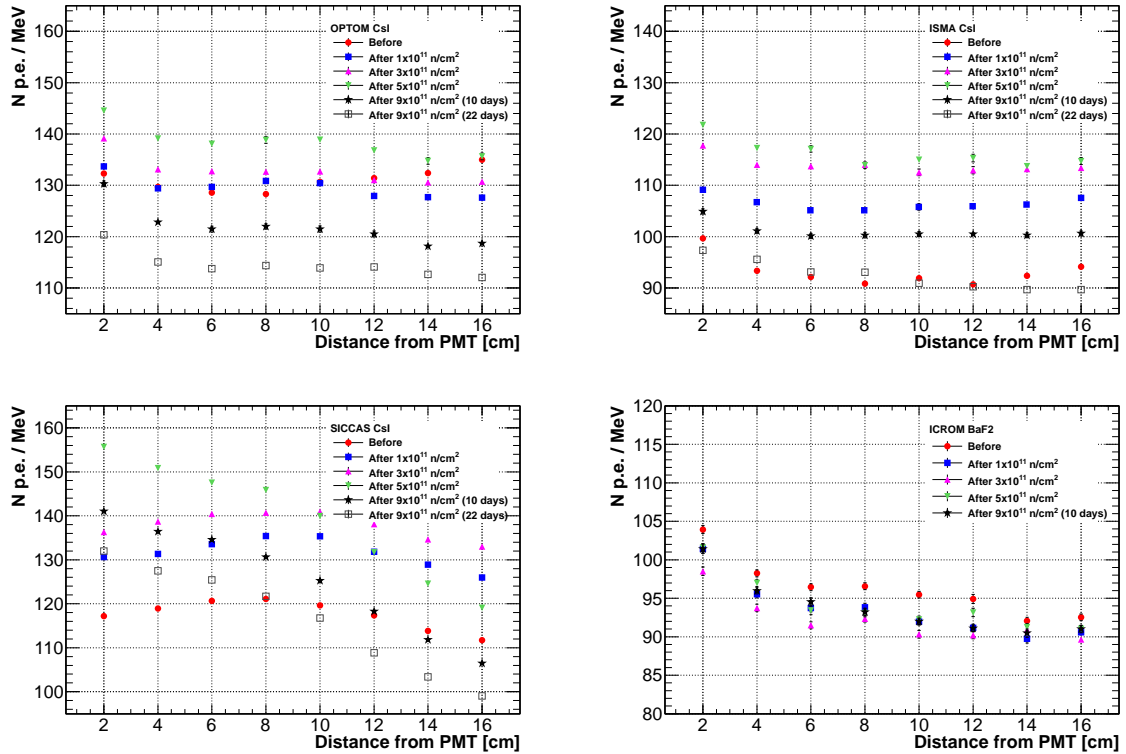 N p.e. / MeV
160
150
140
130
120
110
OPTOM CsI
Before
After 1x10¹¹ n/cm²
After 3x10¹¹ n/cm²
After 5x10¹¹ n/cm²
After 9x10¹¹ n/cm² (10 days)
After 9x10¹¹ n/cm² (22 days)
2 4 6 8 10 12 14 16
Distance from PMT [cm]
N p.e. / MeV
140
130
120
110
100
90
ISMA CsI
Before
After 1x10¹¹ n/cm²
After 3x10¹¹ n/cm²
After 5x10¹¹ n/cm²
After 9x10¹¹ n/cm² (10 days)
After 9x10¹¹ n/cm² (22 days)
2 4 6 8 10 12 14 16
Distance from PMT [cm]
N p.e. / MeV
160
150
140
130
120
110
100
SICCAS CsI
Before
After 1x10¹¹ n/cm²
After 3x10¹¹ n/cm²
After 5x10¹¹ n/cm²
After 9x10¹¹ n/cm² (10 days)
After 9x10¹¹ n/cm² (22 days)
2 4 6 8 10 12 14 16
Distance from PMT [cm]
N p.e. / MeV
120
115
110
105
100
95
90
85
80
ICROM BaF2
Before
After 1x10¹¹ n/cm²
After 3x10¹¹ n/cm²
After 5x10¹¹ n/cm²
After 9x10¹¹ n/cm² (10 days)
2 4 6 8 10 12 14 16
Distance from PMT [cm]